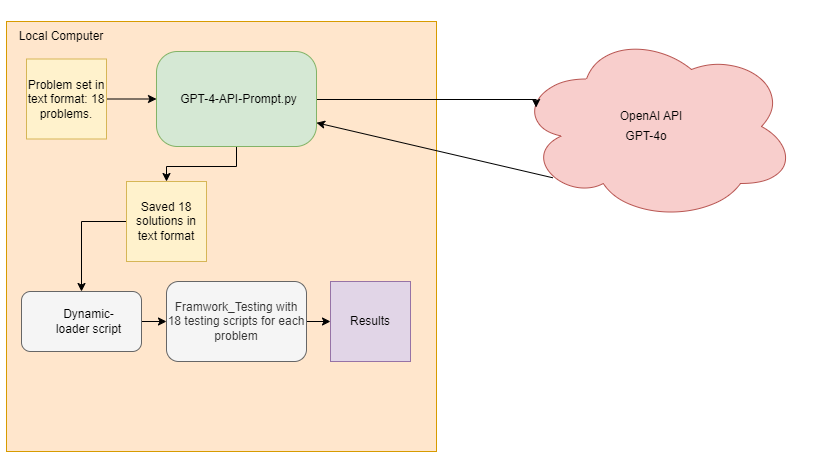 Local Computer
Problem set in
text format: 18
problems.
GPT-4-API-Prompt.py
OpenAI API
GPT-4o
Saved 18
solutions in
text format
Dynamic-
loader script
Framwork_Testing with
18 testing scripts for each
problem
Results